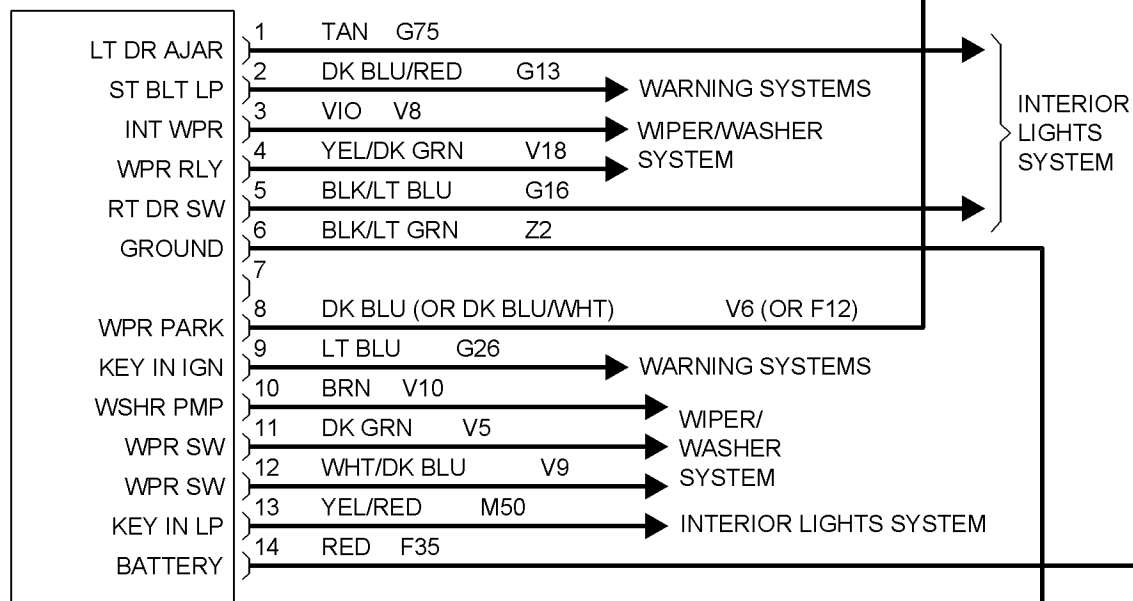 LT DR AJAR 1 TAN G75
ST BLT LP 2 DK BLU/RED G13 WARNING SYSTEMS
INT WPR 3 VIO V8 WIPER/WASHER
SYSTEM
WPR RLY 4 YEL/DK GRN V18
RT DR SW 5 BLK/LT BLU G16
INTERIOR
LIGHTS
SYSTEM
GROUND 6 BLK/LT GRN Z2
7
WPR PARK 8 DK BLU (OR DK BLU/WHT) V6 (OR F12)
KEY IN IGN 9 LT BLU G26 WARNING SYSTEMS
WSHR PMP 10 BRN V10
WPR SW 11 DK GRN V5
WPR SW 12 WHT/DK BLU V9
WIPER/
WASHER
SYSTEM
KEY IN LP 13 YEL/RED M50 INTERIOR LIGHTS SYSTEM
BATTERY 14 RED F35